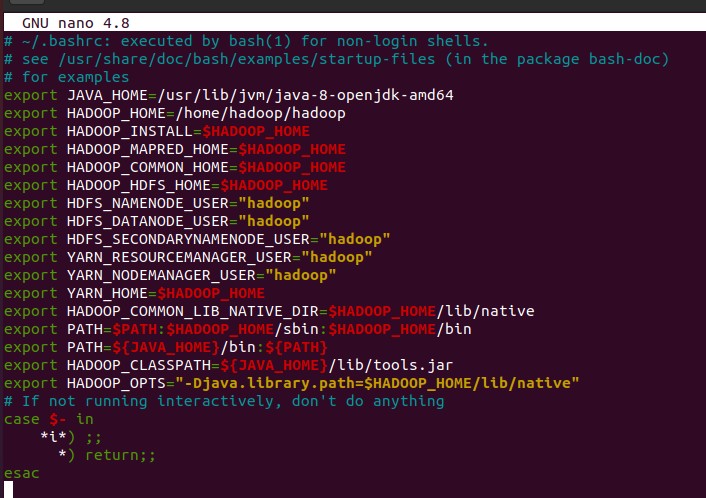 GNU nano 4.8
# ~/.bashrc: executed by bash(1) for non-login shells.
# see /usr/share/doc/bash/examples/startup-files (in the package bash-doc)
# for examples
export JAVA_HOME=/usr/lib/jvm/java-8-openjdk-amd64
export HADOOP_HOME=/home/hadoop/hadoop
export HADOOP_INSTALL=$HADOOP_HOME
export HADOOP_MAPRED_HOME=$HADOOP_HOME
export HADOOP_COMMON_HOME=$HADOOP_HOME
export HADOOP_HDFS_HOME=$HADOOP_HOME
export HDFS_NAMENODE_USER="hadoop"
export HDFS_DATANODE_USER="hadoop"
export HDFS_SECONDARYNAMENODE_USER="hadoop"
export YARN_RESOURCEMANAGER_USER="hadoop"
export YARN_NODEMANAGER_USER="hadoop"
export YARN_HOME=$HADOOP_HOME
export HADOOP_COMMON_LIB_NATIVE_DIR=$HADOOP_HOME/lib/native
export PATH=$PATH:$HADOOP_HOME/sbin:$HADOOP_HOME/bin
export PATH=${JAVA_HOME}/bin:${PATH}
export HADOOP_CLASSPATH=${JAVA_HOME}/lib/tools.jar
export HADOOP_OPTS="-Djava.library.path=$HADOOP_HOME/lib/native"
# If not running interactively, don't do anything
case $- in
    *i*) ;;
      *) return;;
esac